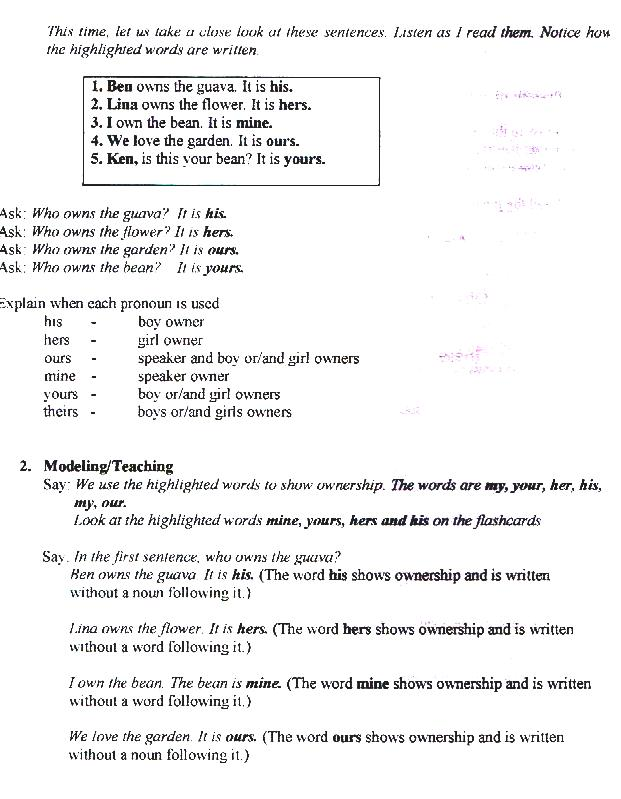 This time, let us take a close look at these sentences. Listen as I read them. Notice how
the highlighted words are written.
1. Ben owns the guava. It is his.
2. Lina owns the flower. It is hers.
3. I own the bean. It is mine.
4. We love the garden. It is ours.
5. Ken, is this your bean? It is yours.
Ask: Who owns the guava? It is his.
Ask: Who owns the flower? It is hers.
Ask: Who owns the garden? It is ours.
Ask: Who owns the bean? It is yours.
Explain when each pronoun is used
his - boy owner
hers - girl owner
ours - speaker and boy or/and girl owners
mine - speaker owner
yours - boy or/and girl owners
theirs - boys or/and girls owners
2. Modeling/Teaching
Say: We use the highlighted words to show ownership. The words are my, your, her, his,
my, our.
Look at the highlighted words mine, yours, hers and his on the flashcards
Say. In the first sentence, who owns the guava?
Ben owns the guava. It is his. (The word his shows ownership and is written
without a noun following it.)
Lina owns the flower. It is hers. (The word hers shows ownership and is written
without a word following it.)
I own the bean. The bean is mine. (The word mine shows ownership and is written
without a word following it.)
We love the garden. It is ours. (The word ours shows ownership and is written
without a noun following it.)